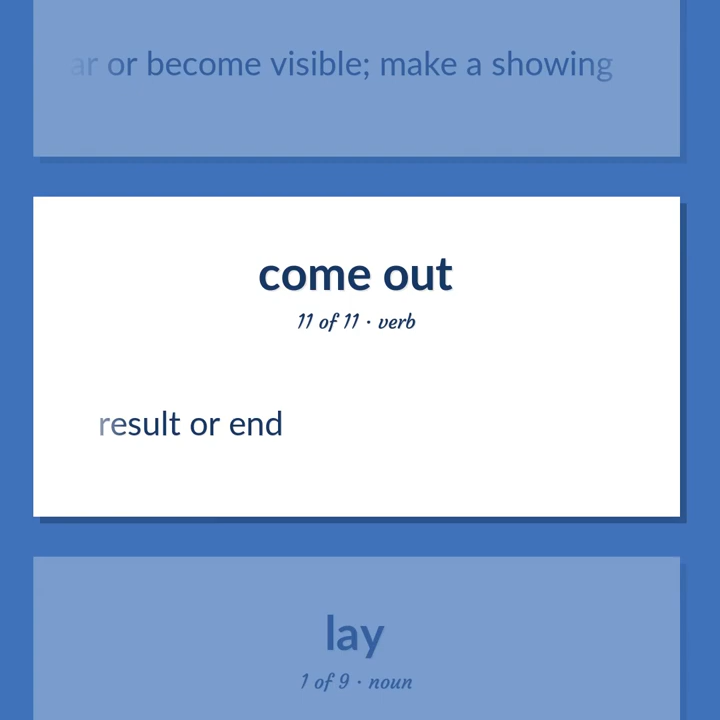 or become visible; make a showing
come out
11 of 11 · verb
result or end
lay
1 of 9 · noun